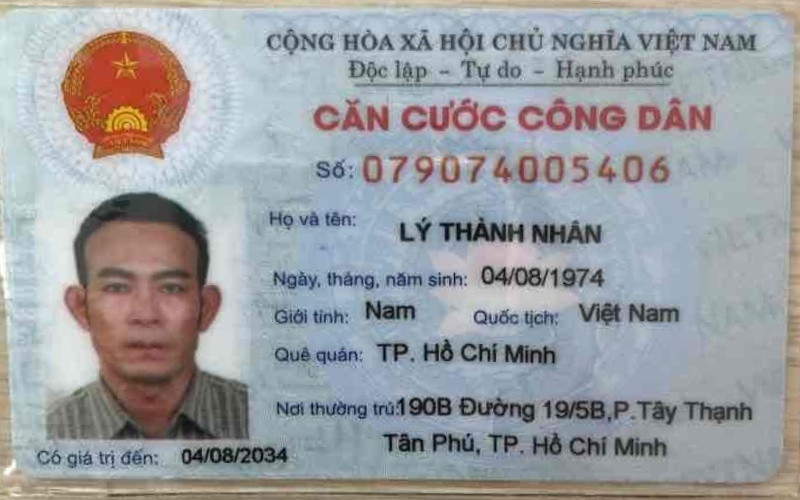 CỘNG HÒA XÃ HỘI CHỦ NGHĨA VIỆT NAM
Độc lập – Tự do – Hạnh phúc
CĂN CƯỚC CÔNG DÂN
Số: 079074005406
Họ và tên: LÝ THÀNH NHÂN
Ngày, tháng, năm sinh: 04/08/1974
Giới tính: Nam Quốc tịch: Việt Nam
Quê quán: TP. Hồ Chí Minh
Nơi thường trú: 190B Đường 19/5B,P.Tây Thạnh
Tân Phú, TP. Hồ Chí Minh
Có giá trị đến: 04/08/2034